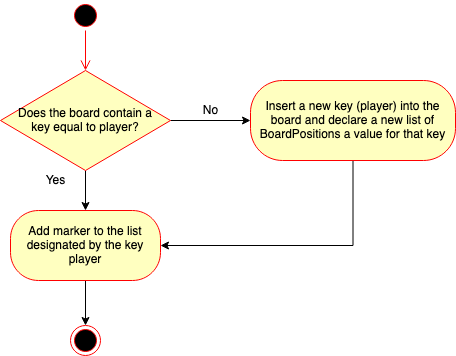 Does the board contain a
key equal to player?
No
Insert a new key (player) into the
board and declare a new list of
BoardPositions a value for that key
Yes
Add marker to the list
designated by the key
player